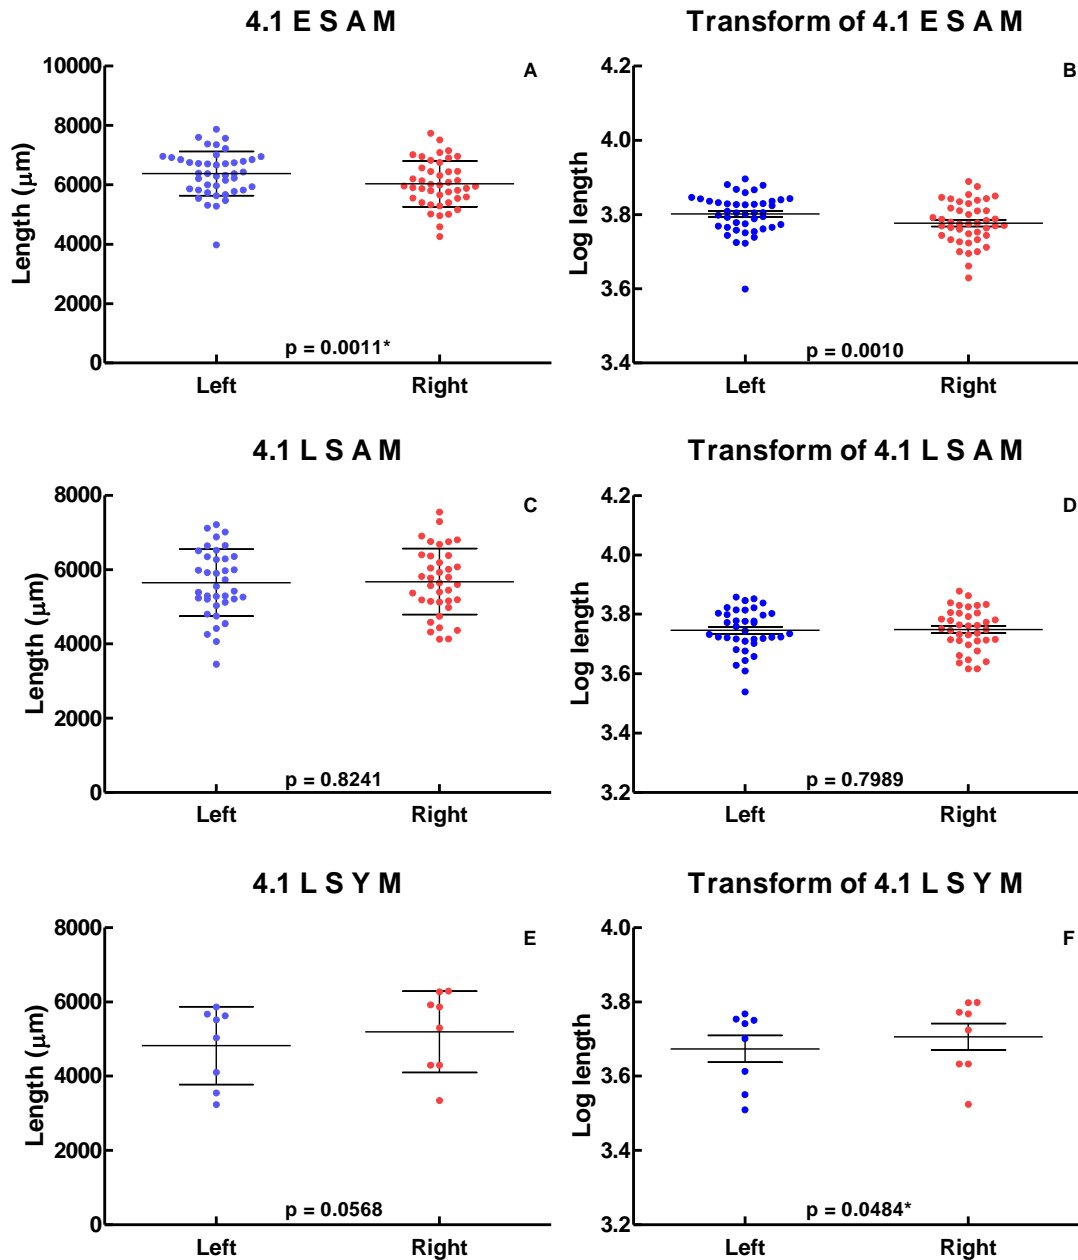 4.1 E S A M
A
Length (µm)
10000
8000
6000
4000
2000
0
p = 0.0011*
Left
Right
Transform of 4.1 E S A M
B
Log length
4.2
4.0
3.8
3.6
3.4
p = 0.0010
Left
Right
4.1 L S A M
C
Length (µm)
8000
6000
4000
2000
0
p = 0.8241
Left
Right
Transform of 4.1 L S A M
D
Log length
4.2
4.0
3.8
3.6
3.4
3.2
p = 0.7989
Left
Right
4.1 L S Y M
E
Length (µm)
8000
6000
4000
2000
0
p = 0.0568
Left
Right
Transform of 4.1 L S Y M
F
Log length
4.0
3.8
3.6
3.4
3.2
p = 0.0484*
Left
Right